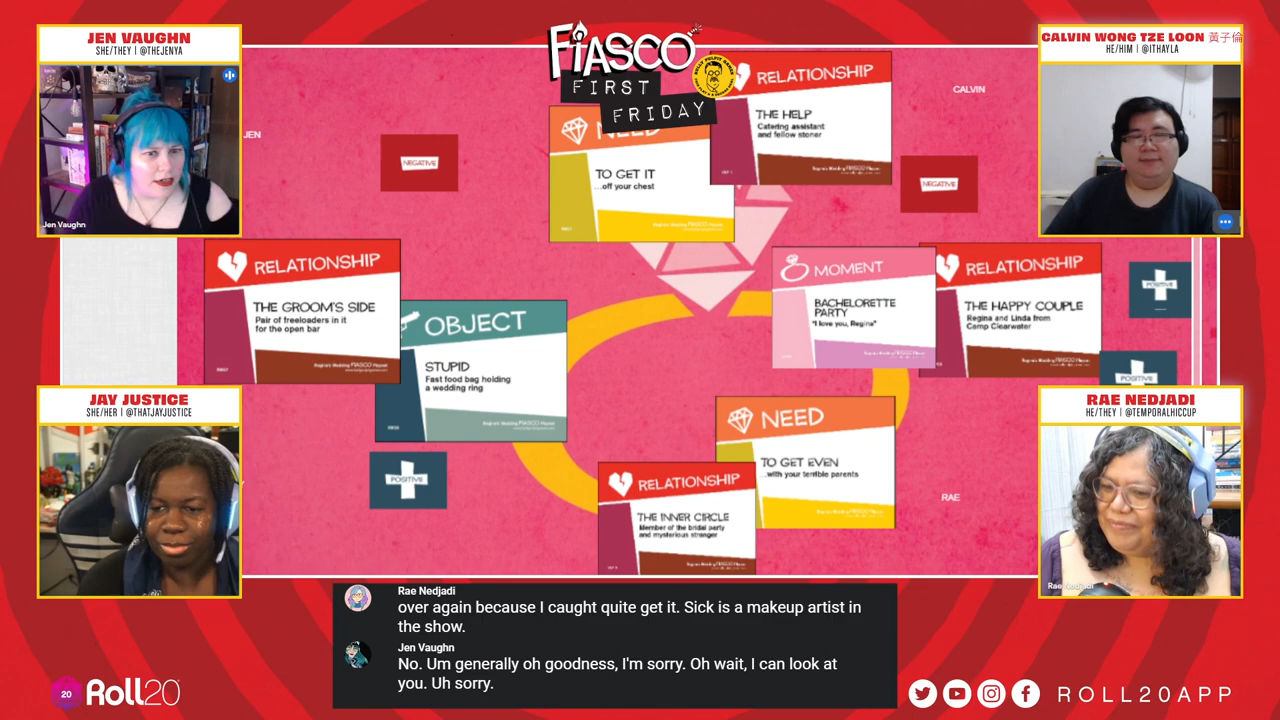 JEN VAUGHN
SHE/THEY | @THEJENYA
Jen Vaughn
FIASCO
FIRST
FRIDAY
CALVIN WONG TZE LOON 黃子倫
HE/HIM | @ITHAYLA
JEN
CALVIN
NEGATIVE
NEED
TO GET IT
...off your chest
RELATIONSHIP
THE HELP
Catering assistant
and fellow stoner
NEGATIVE
RELATIONSHIP
THE GROOM'S SIDE
Pair of freeloaders in it
for the open bar
OBJECT
STUPID
Fast food bag holding
a wedding ring
MOMENT
BACHELORETTE
PARTY
"I love you, Regina"
RELATIONSHIP
THE HAPPY COUPLE
Regina and Linda from
Camp Clearwater
POSITIVE
POSITIVE
JAY JUSTICE
SHE/HER | @THATJAYJUSTICE
POSITIVE
NEED
TO GET EVEN
...with your terrible parents
RELATIONSHIP
THE INNER CIRCLE
Member of the bridal party
and mysterious stranger
RAE
RAE NEDJADI
HE/THEY | @TEMPORALHICCUP
Rae Nedjadi
Rae Nedjadi
over again because I caught quite get it. Sick is a makeup artist in
the show.
Jen Vaughn
No. Um generally oh goodness, I'm sorry. Oh wait, I can look at
you. Uh sorry.
20 Roll20
ROLL20APP